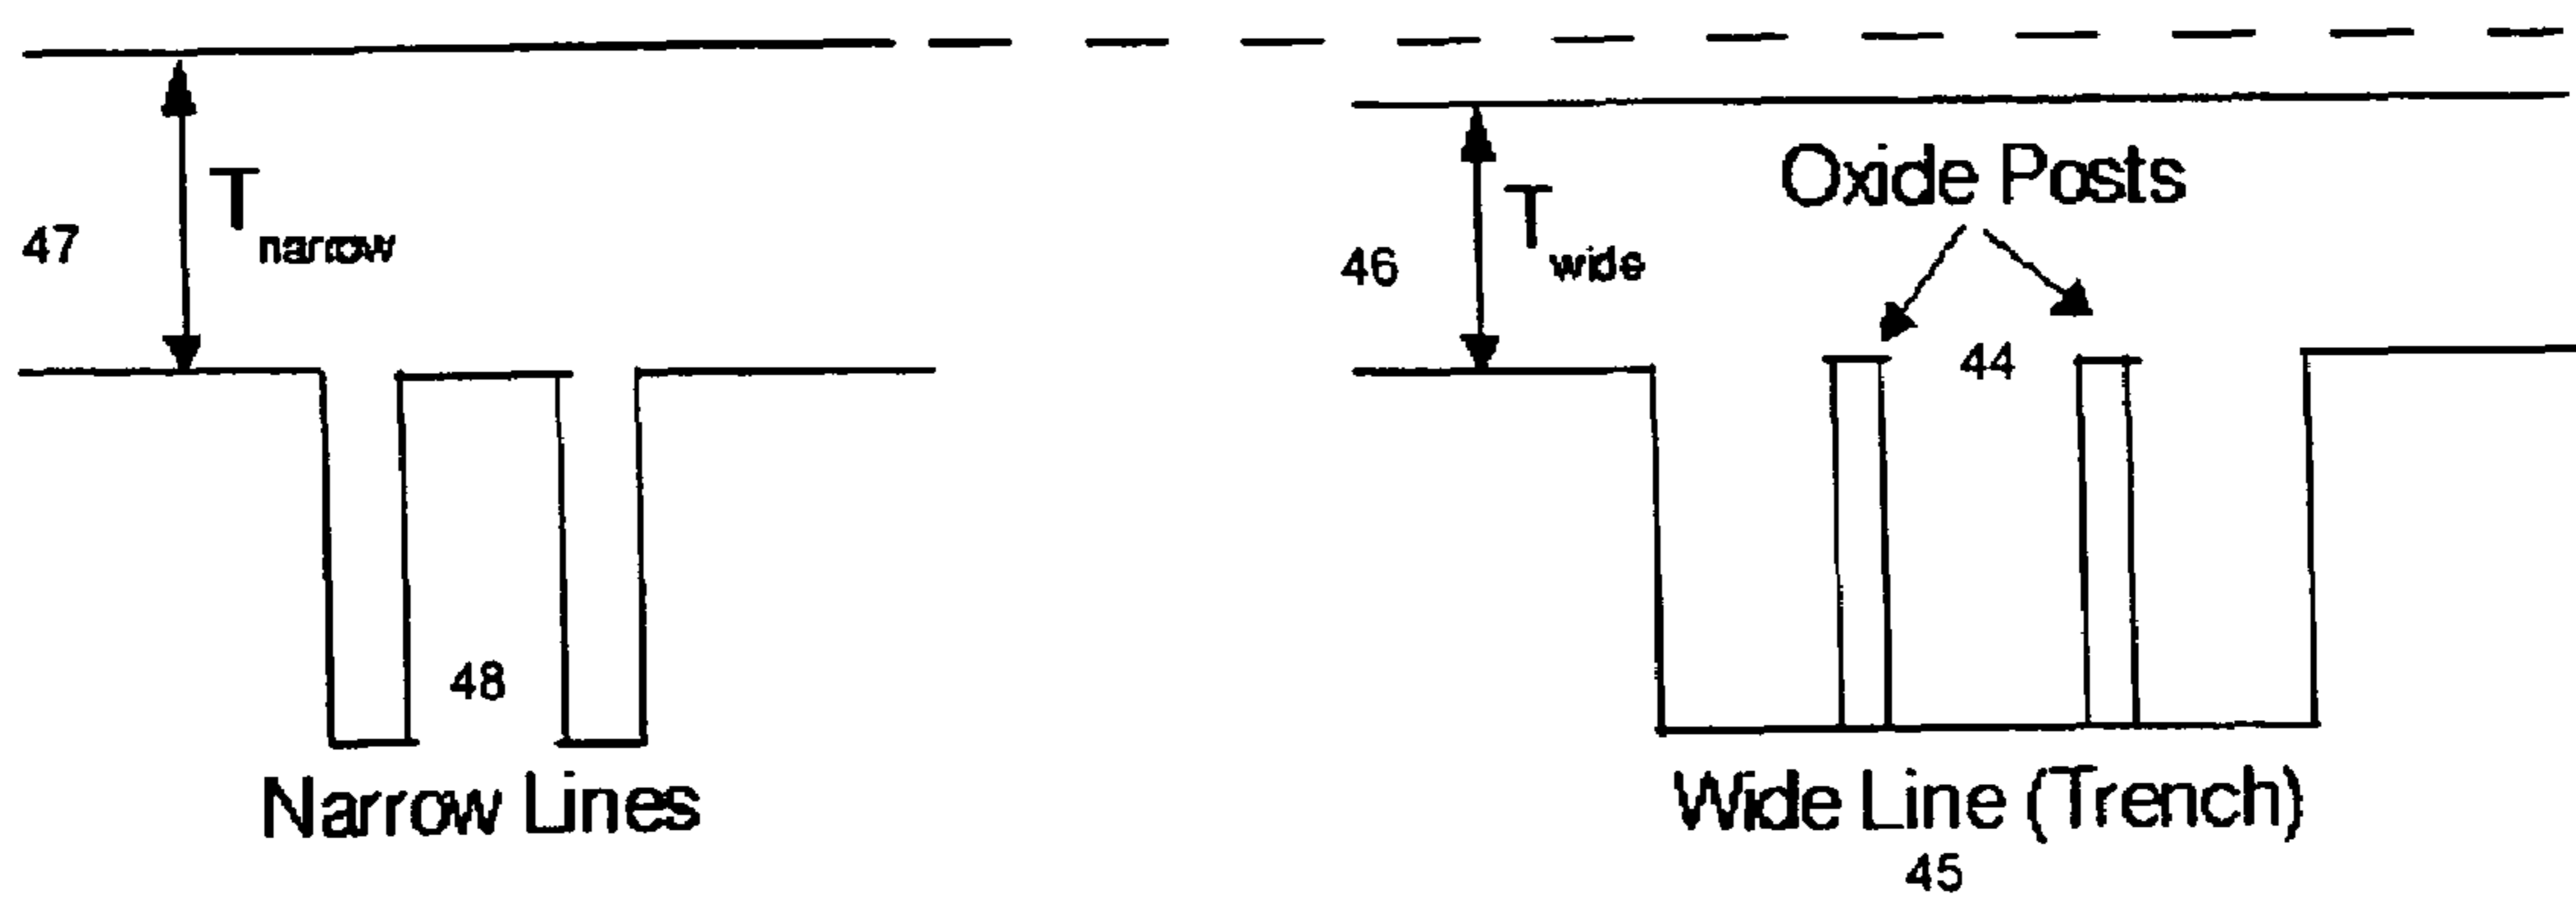 47
T narrow
46
T wide
Oxide Posts
44
48
Narrow Lines
Wide Line (Trench)
45